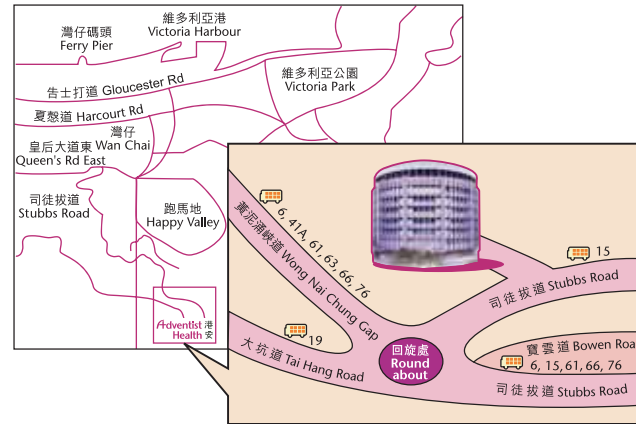 維多利亞港
Victoria Harbour
灣仔碼頭
Ferry Pier
維多利亞公園
Victoria Park
告士打道 Gloucester Rd
夏慤道 Harcourt Rd
灣仔
Wan Chai
皇后大道東
Queen's Rd East
司徒拔道
Stubbs Road
跑馬地
Happy Valley
Adventist
Health
港安
6, 41A, 61, 63, 66, 76
黃泥涌峽道 Wong Nai Chung Gap
15
司徒拔道 Stubbs Road
19
大坑道 Tai Hang Road
回旋處
Round
about
寶雲道 Bowen Roa
6, 15, 61, 66, 76
司徒拔道 Stubbs Road